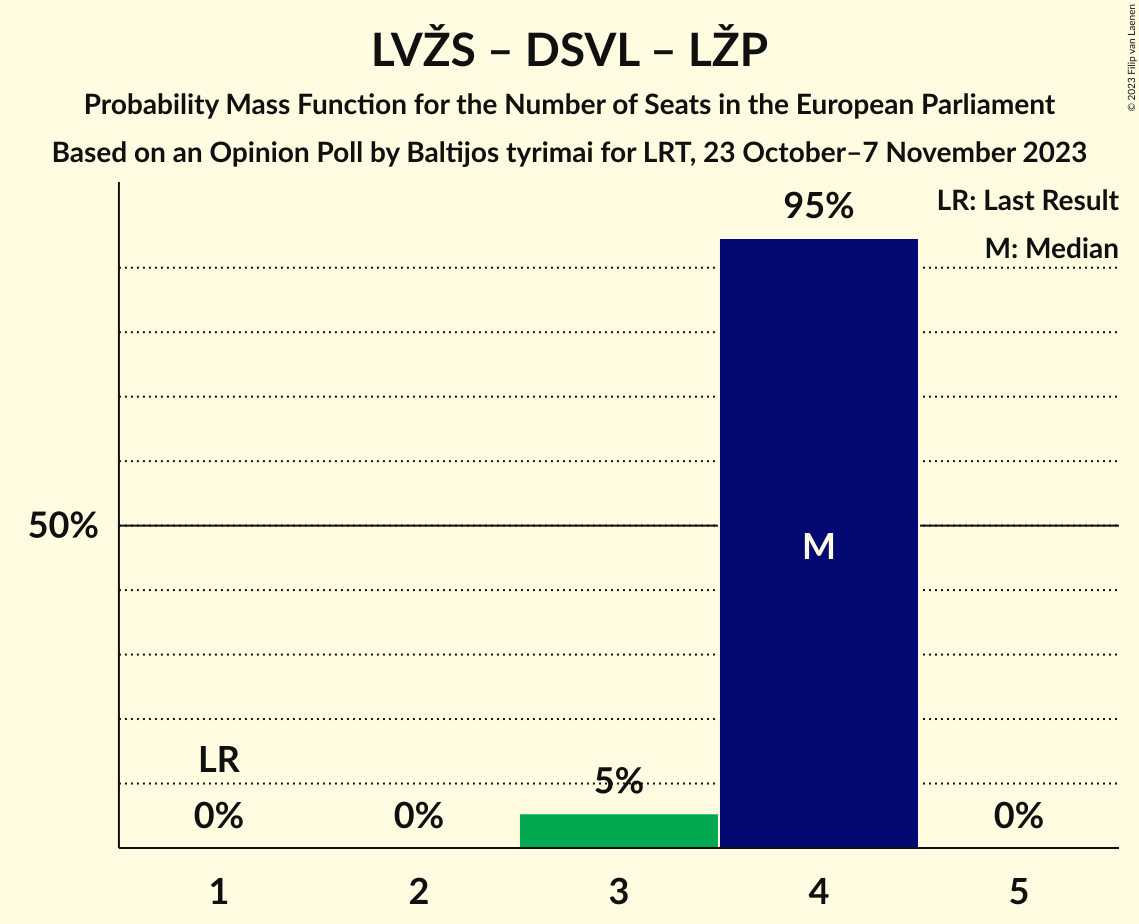 LVŽS – DSVL – LŽP
Probability Mass Function for the Number of Seats in the European Parliament
Based on an Opinion Poll by Baltijos tyrimai for LRT, 23 October–7 November 2023
© 2023 Filip van Laenen
95%
LR: Last Result
M: Median
50%
M
LR
0%
0%
5%
0%
1
2
3
4
5